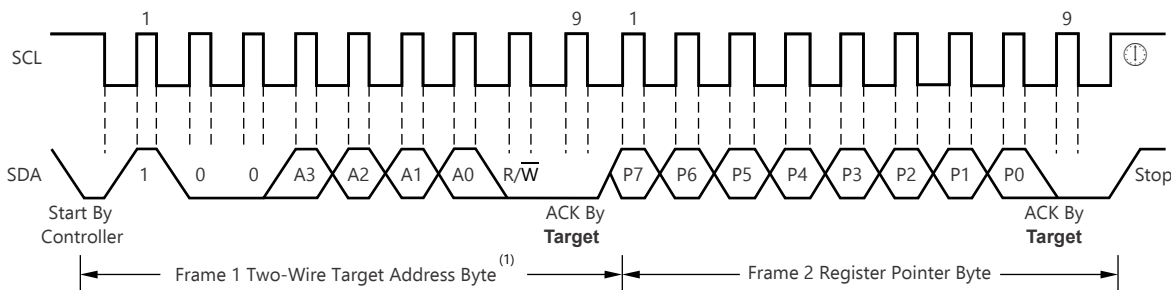 1 9 1 9
SCL
SDA 1 0 0 A3 A2 A1 A0 R/W̅ P7 P6 P5 P4 P3 P2 P1 P0 Stop
Start By ACK By ACK By
Controller Target Target
Frame 1 Two-Wire Target Address Byte (1) Frame 2 Register Pointer Byte